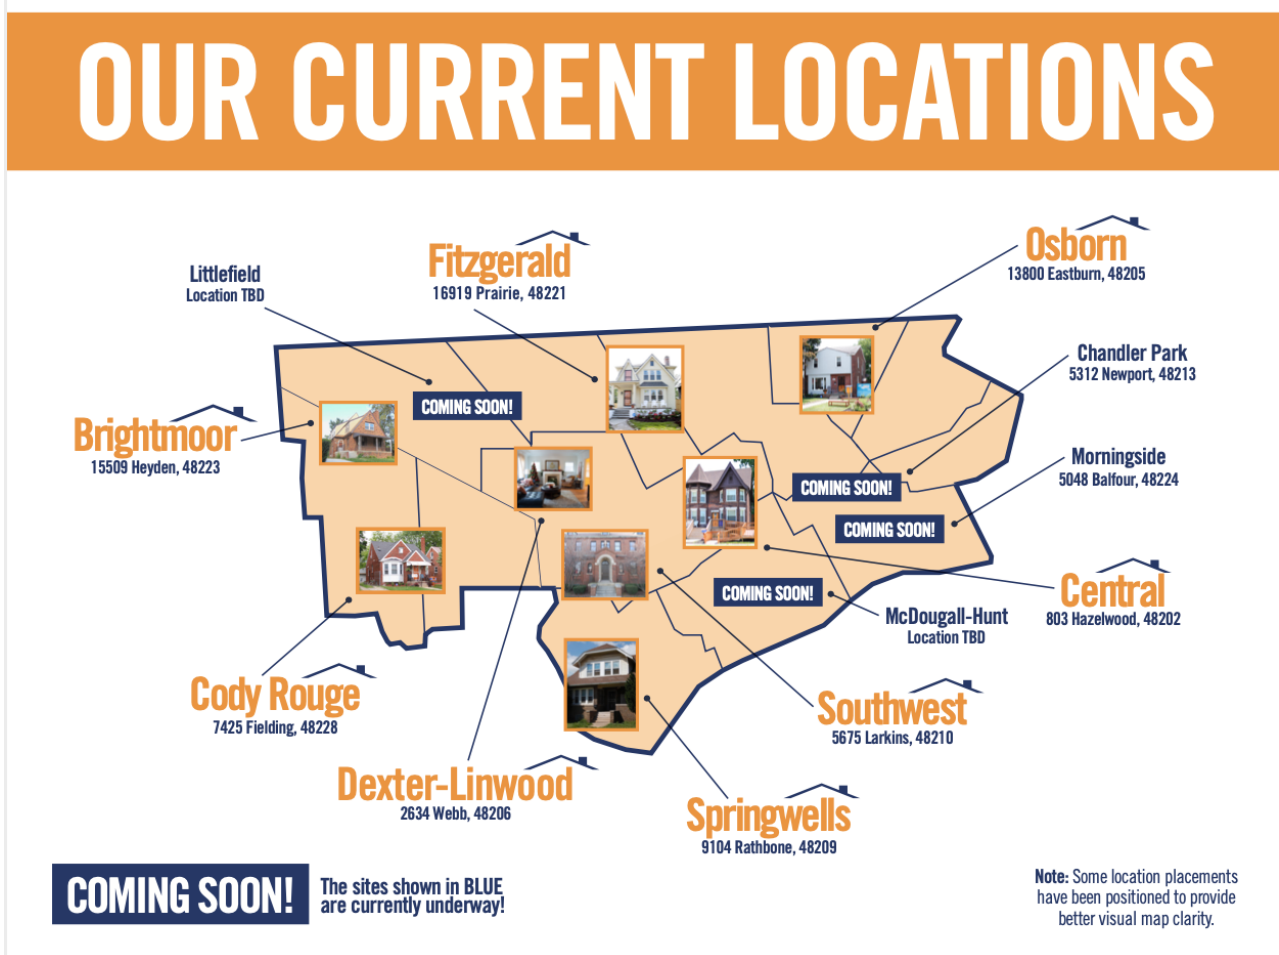 OUR CURRENT LOCATIONS
Osborn
13800 Eastburn, 48205
Fitzgerald
16919 Prairie, 48221
Littlefield
Location TBD
Chandler Park
5312 Newport, 48213
COMING SOON!
Brightmoor
15509 Heyden, 48223
Morningside
5048 Balfour, 48224
COMING SOON!
COMING SOON!
COMING SOON!
Central
803 Hazelwood, 48202
McDougall-Hunt
Location TBD
Cody Rouge
7425 Fielding, 48228
Southwest
5675 Larkins, 48210
Dexter-Linwood
2634 Webb, 48206
Springwells
9104 Rathbone, 48209
COMING SOON!
The sites shown in BLUE
are currently underway!
Note: Some location placements
have been positioned to provide
better visual map clarity.